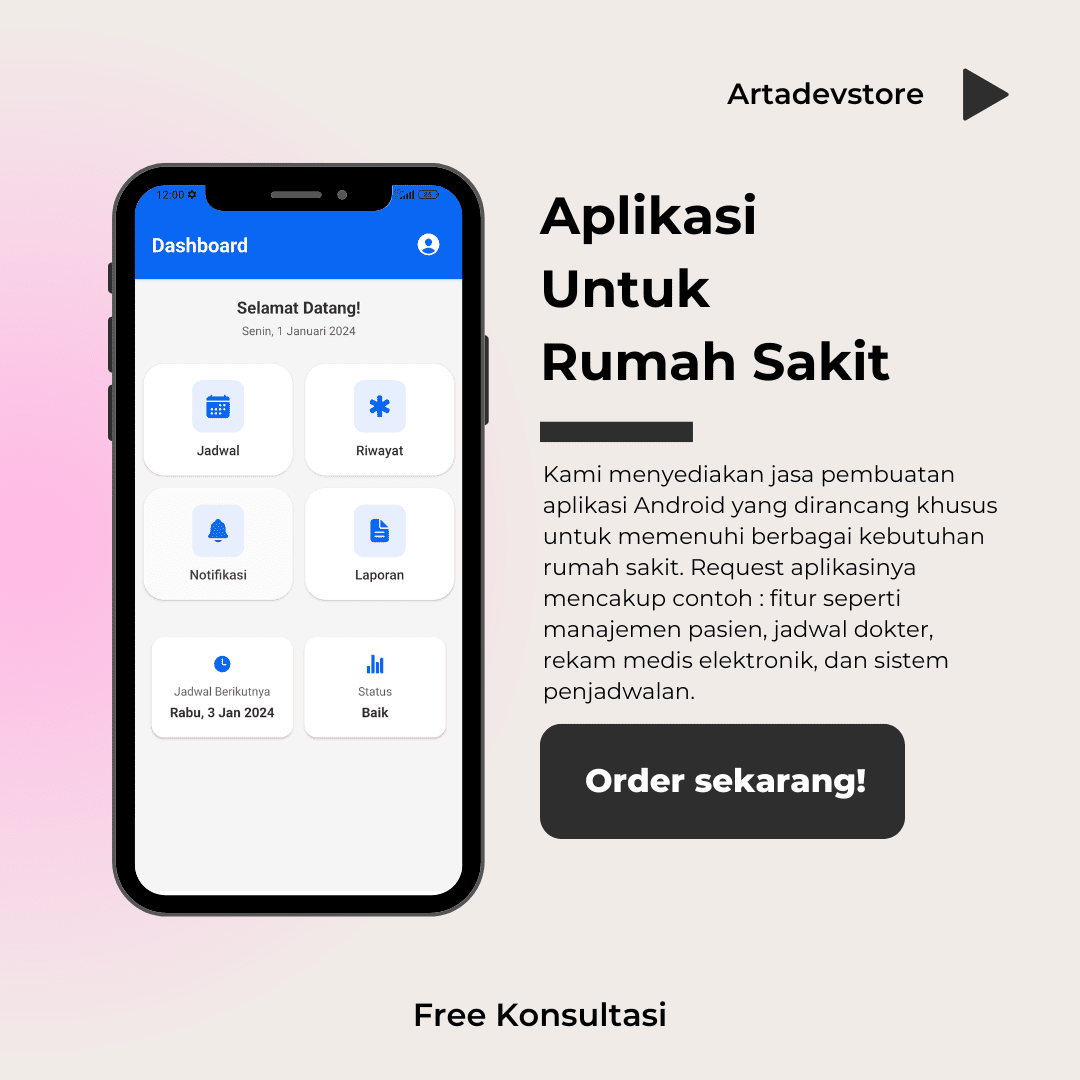 Artadevstore
12:00
Dashboard
Selamat Datang!
Senin, 1 Januari 2024
Jadwal
Riwayat
Notifikasi
Laporan
Jadwal Berikutnya
Rabu, 3 Jan 2024
Status
Baik
Aplikasi
Untuk
Rumah Sakit
Kami menyediakan jasa pembuatan
aplikasi Android yang dirancang khusus
untuk memenuhi berbagai kebutuhan
rumah sakit. Request aplikasinya
mencakup contoh : fitur seperti
manajemen pasien, jadwal dokter,
rekam medis elektronik, dan sistem
penjadwalan.
Order sekarang!
Free Konsultasi